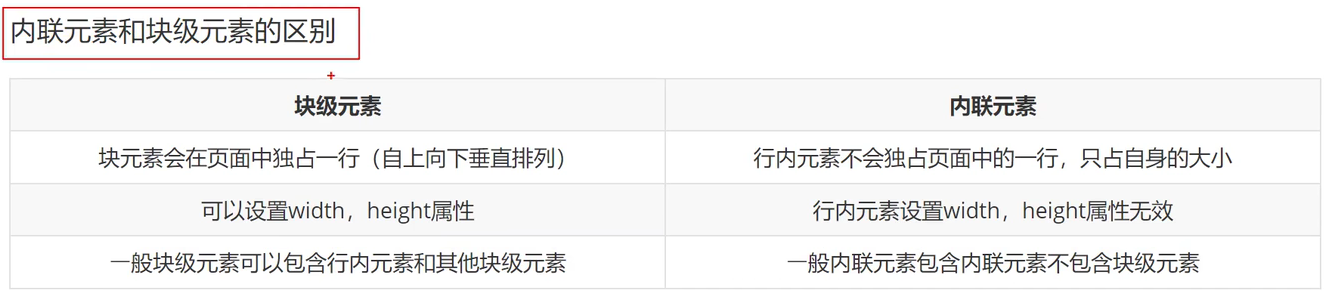 内联元素和块级元素的区别
块级元素 内联元素
块元素会在页面中独占一行（自上向下垂直排列） 行内元素不会独占页面中的一行，只占自身的大小
可以设置width，height属性 行内元素设置width，height属性无效
一般块级元素可以包含行内元素和其他块级元素 一般内联元素包含内联元素不包含块级元素